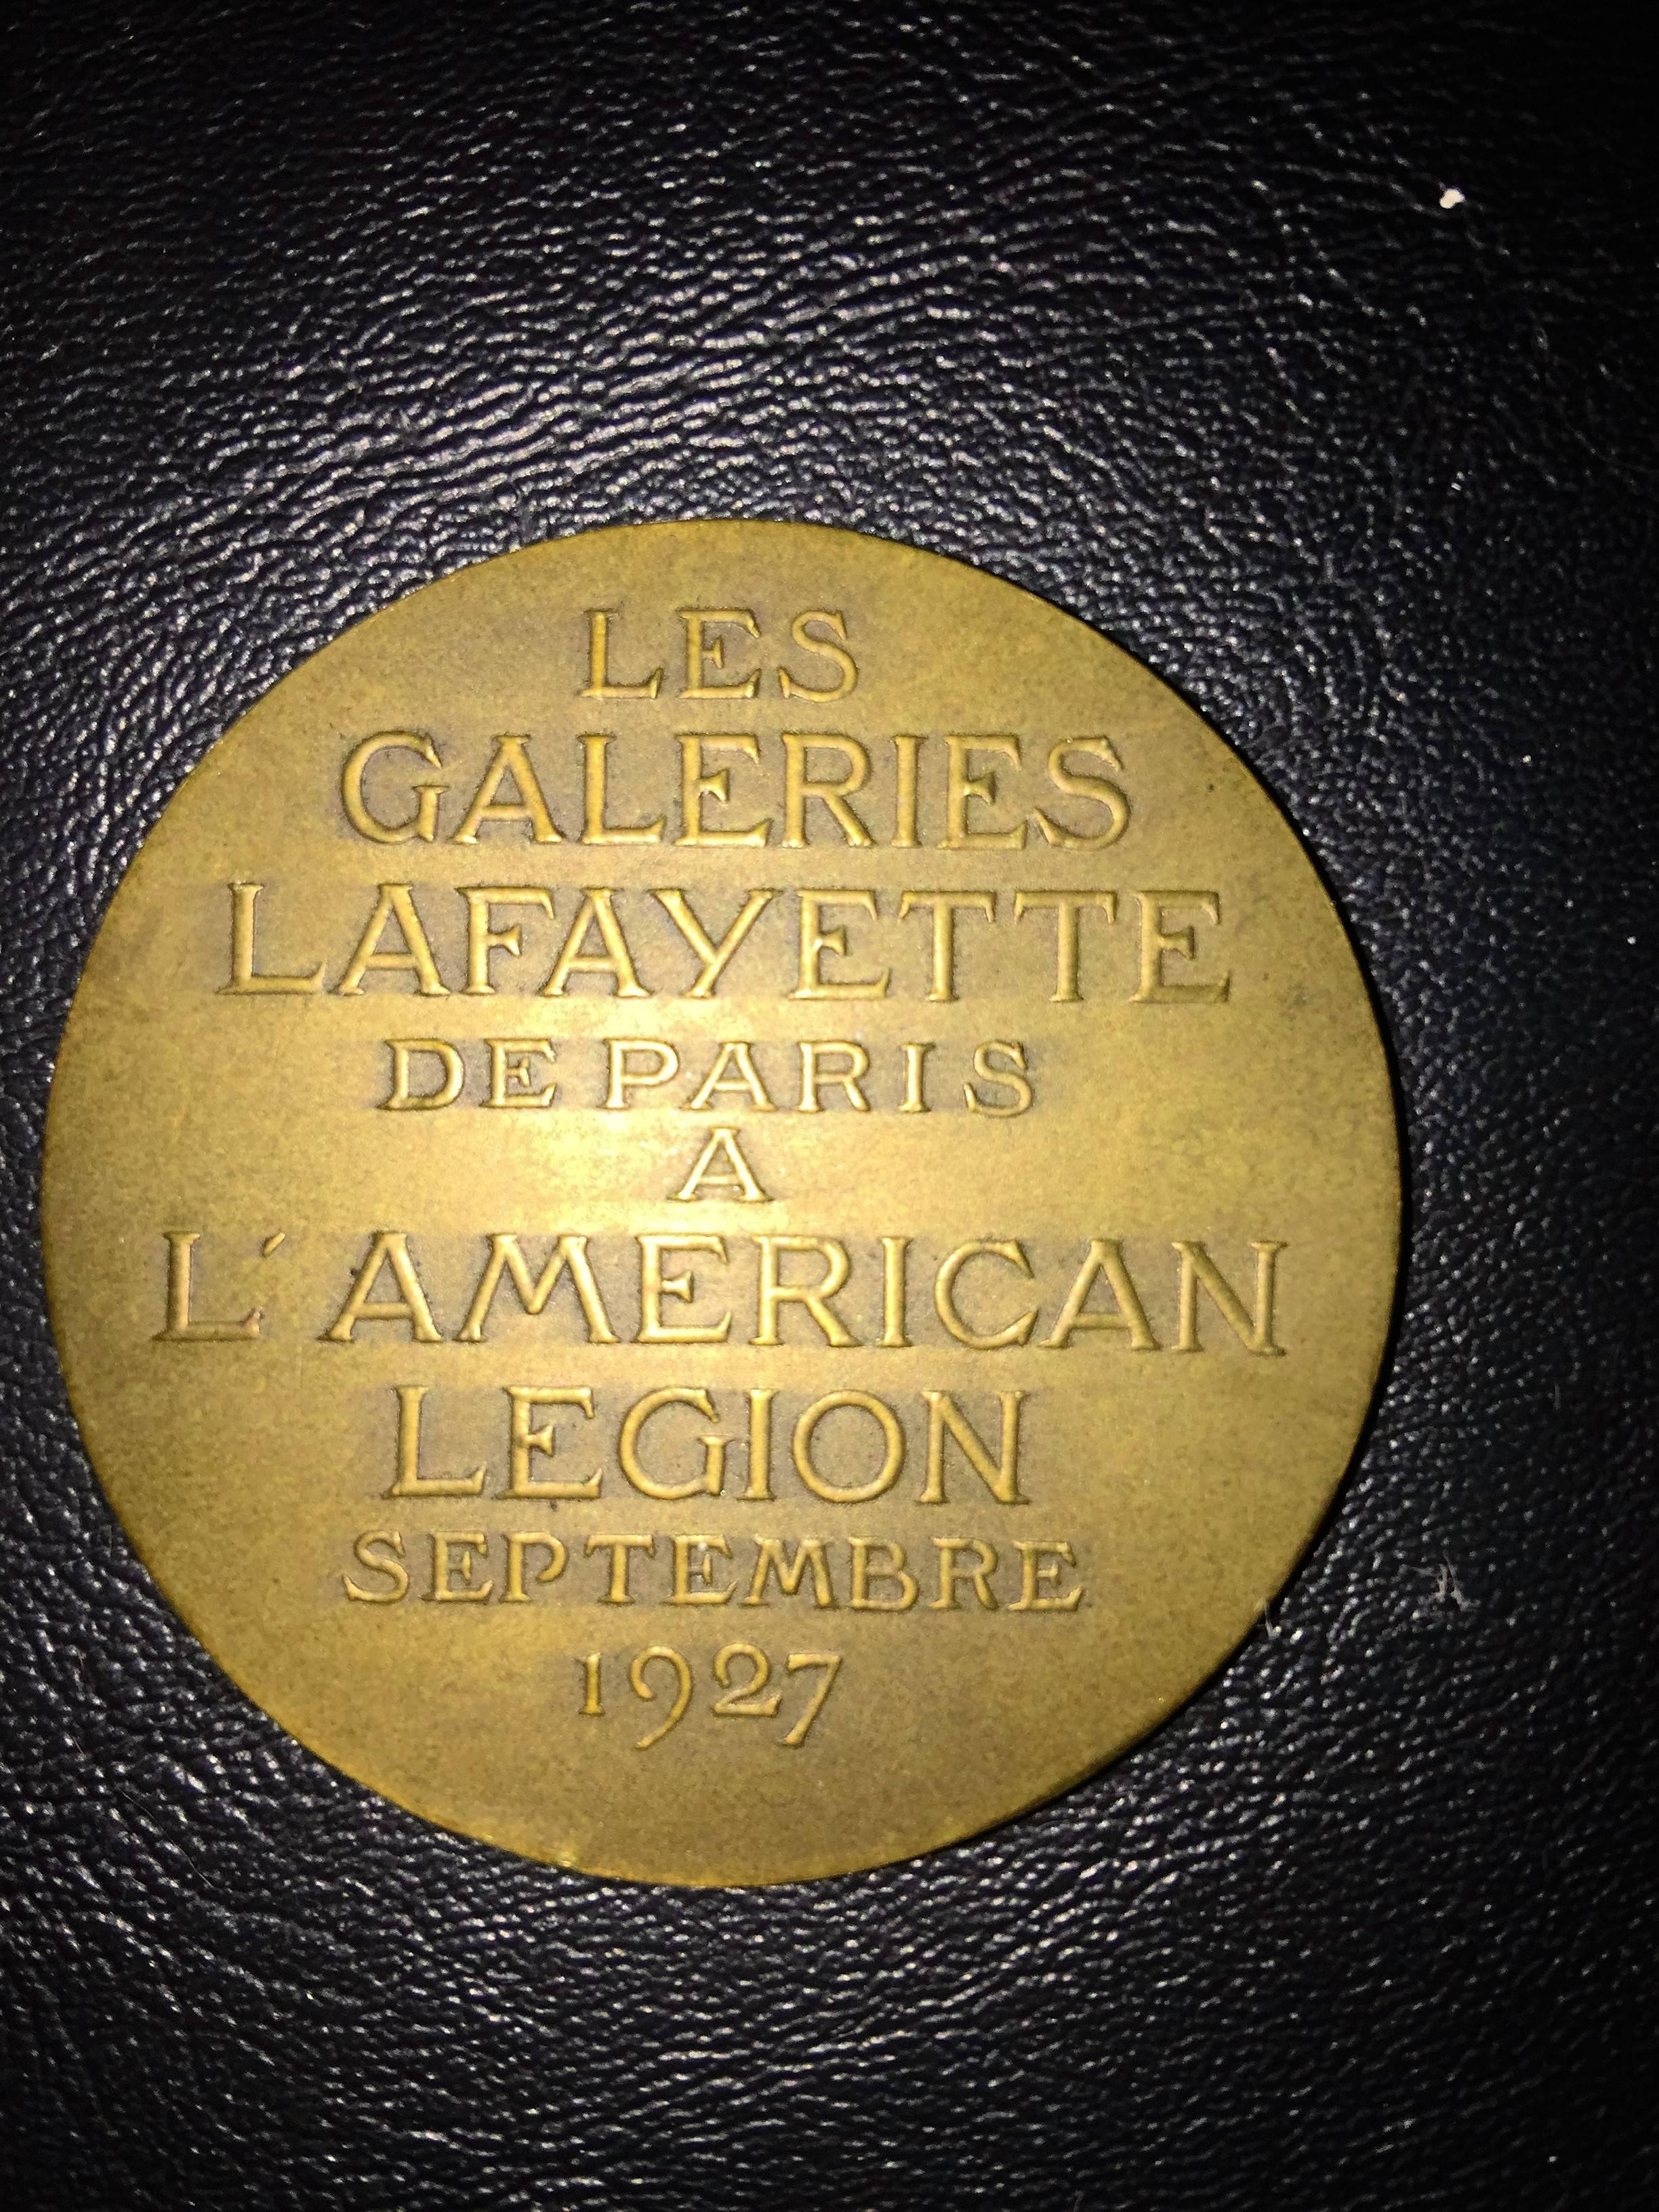 LES
GALERIES
LAFAYETTE
DE PARIS
A
L'AMERICAN
LEGION
SEPTEMBRE
1927